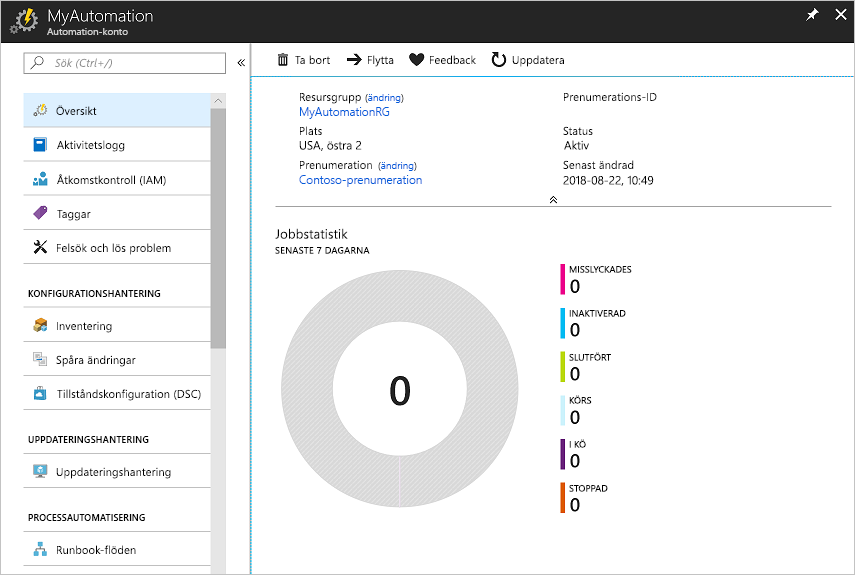 MyAutomation
Automation-konto
Sök (Ctrl+/)
Översikt
Aktivitetslogg
Åtkomstkontroll (IAM)
Taggar
Felsök och lös problem
KONFIGURATIONSHANTERING
Inventering
Spåra ändringar
Tillståndskonfiguration (DSC)
UPPDATERINGSHANTERING
Uppdateringshantering
PROCESSAUTOMATISERING
Runbook-flöden
Ta bort
Flytta
Feedback
Uppdatera
Resursgrupp (ändring)
MyAutomationRG
Plats
USA, östra 2
Prenumeration (ändring)
Contoso-prenumeration
Prenumerations-ID
Status
Aktiv
Senast ändrad
2018-08-22, 10:49
Jobbstatistik
SENASTE 7 DAGARNA
0
MISSLYCKADES
0
INAKTIVERAD
0
SLUTFÖRT
0
KÖRS
0
I KÖ
0
STOPPAD
0